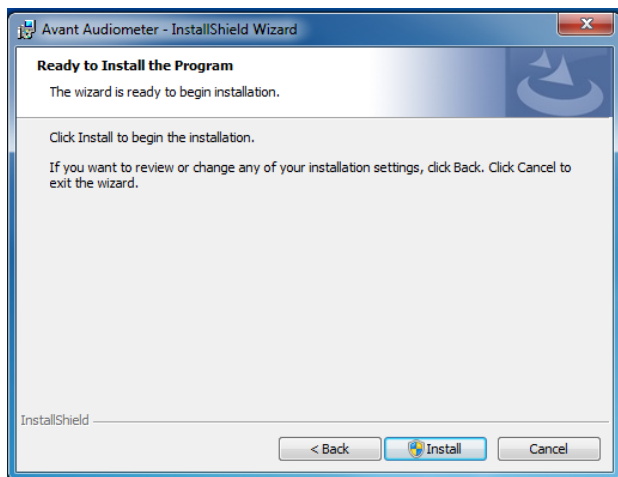 Avant Audiometer - InstallShield Wizard
Ready to Install the Program
The wizard is ready to begin installation.
Click Install to begin the installation.
If you want to review or change any of your installation settings, click Back. Click Cancel to
exit the wizard.
InstallShield
< Back
Install
Cancel